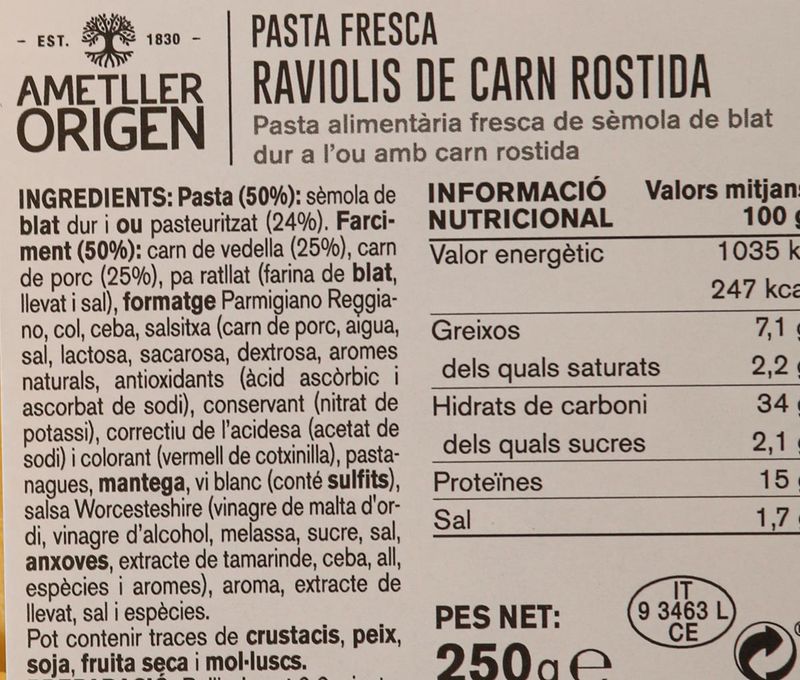 - EST. 1830 -
AMETLLER
ORIGEN
PASTA FRESCA
RAVIOLIS DE CARN ROSTIDA
Pasta alimentària fresca de sèmola de blat
dur a l'ou amb carn rostida
INGREDIENTS: Pasta (50%): sèmola de
blat dur i ou pasteuritzat (24%). Farci-
ment (50%): carn de vedella (25%), carn
de porc (25%), pa ratllat (farina de blat,
llevat i sal), formatge Parmigiano Reggia-
no, col, ceba, salsitxa (carn de porc, aigua,
sal, lactosa, sacarosa, dextrosa, aromes
naturals, antioxidants (àcid ascòrbic i
ascorbat de sodi), conservant (nitrat de
potassi), correctiu de l'acidesa (acetat de
sodi) i colorant (vermell de cotxinilla), pasta-
nagues, mantega, vi blanc (conté sulfits),
salsa Worcesteshire (vinagre de malta d'or-
di, vinagre d'alcohol, melassa, sucre, sal,
anxoves, extracte de tamarinde, ceba, all,
espècies i aromes), aroma, extracte de
llevat, sal i espècies.
Pot contenir traces de crustacis, peix,
soja, fruita seca i mol·luscs.
INFORMACIÓ Valors mitjans
NUTRICIONAL 100 g
Valor energètic 1035 k
247 kca
Greixos 7,1
dels quals saturats 2,2
Hidrats de carboni 34
dels quals sucres 2,1
Proteïnes 15
Sal 1,7
PES NET:
250g e
IT
9 3463 L
CE